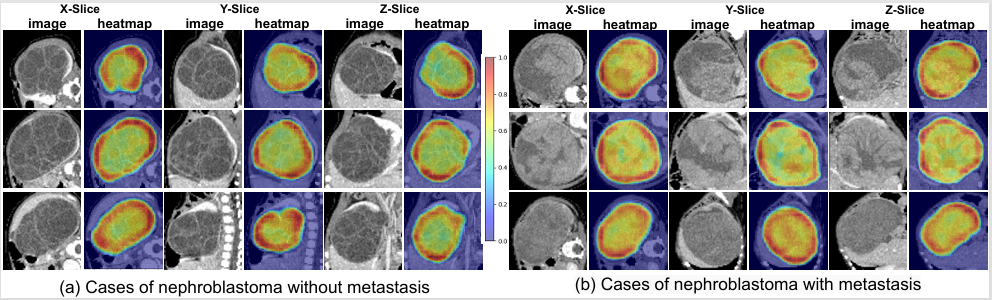 X-Slice Y-Slice Z-Slice
image heatmap image heatmap image heatmap
1.0
0.8
0.6
0.4
0.2
0.0
(a) Cases of nephroblastoma without metastasis
X-Slice Y-Slice Z-Slice
image heatmap image heatmap image heatmap
(b) Cases of nephroblastoma with metastasis